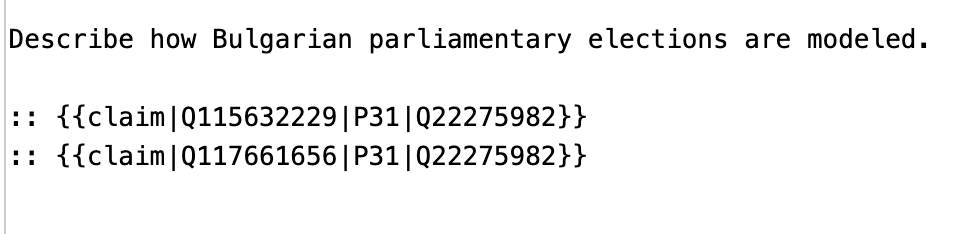 Describe how Bulgarian parliamentary elections are modeled.
:: {{claim|Q115632229|P31|Q22275982}}
:: {{claim|Q117661656|P31|Q22275982}}